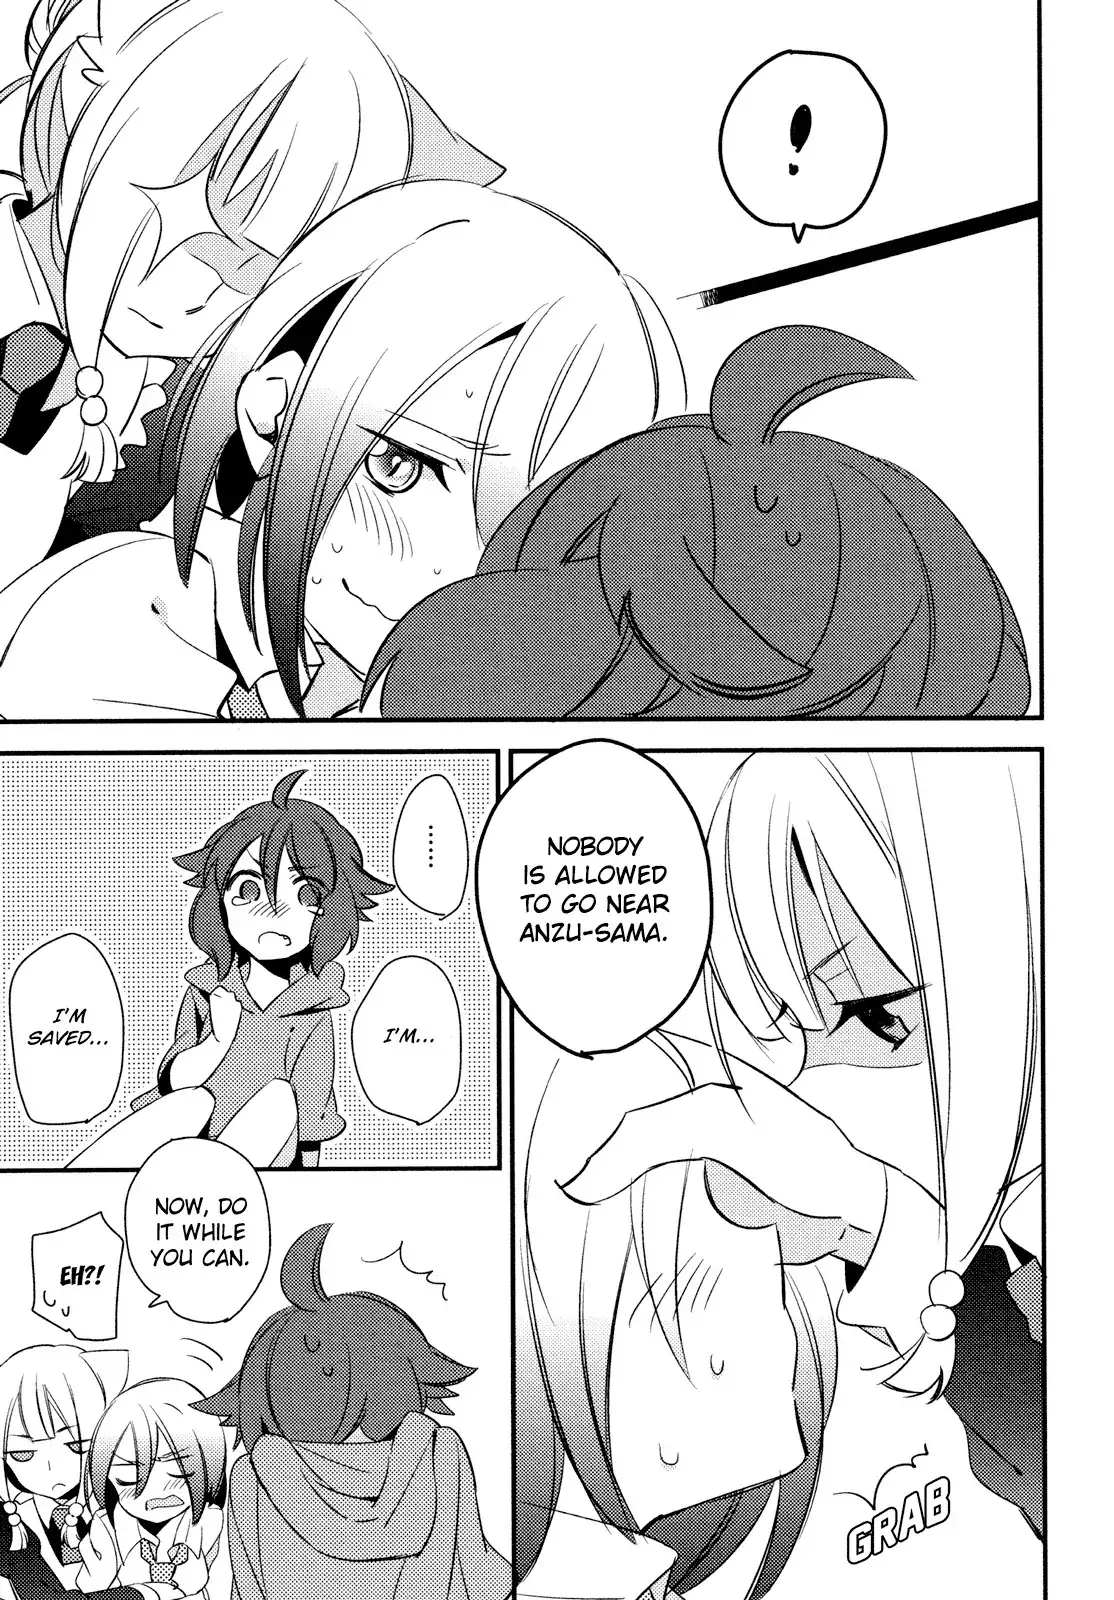 !
NOBODY
IS ALLOWED
TO GO NEAR
ANZU-SAMA.
GRAB
......
I'M...
I'M
SAVED...
NOW, DO
IT WHILE
YOU CAN.
EH?!